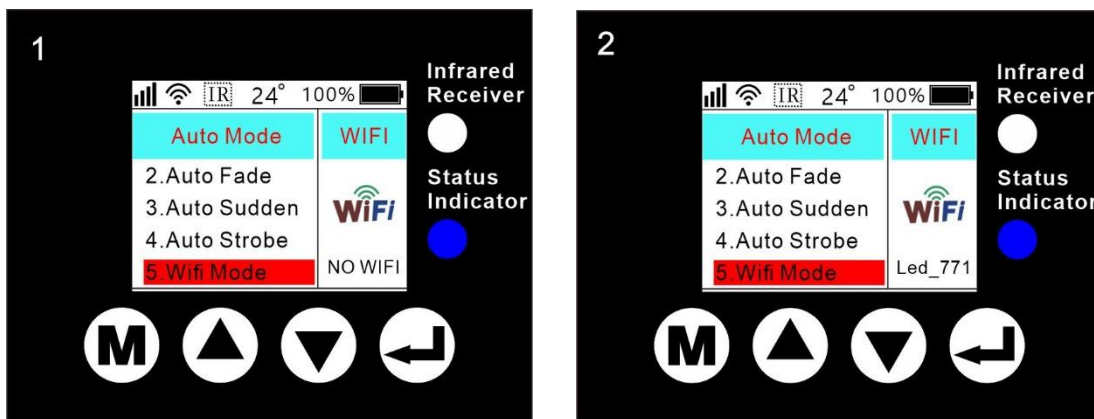 1
Infrared
Receiver
IR 24° 100%
Auto Mode WIFI
2.Auto Fade
3.Auto Sudden
4.Auto Strobe
5.Wifi Mode
WiFi
NO WIFI
Status
Indicator
M
2
Infrared
Receiver
IR 24° 100%
Auto Mode WIFI
2.Auto Fade
3.Auto Sudden
4.Auto Strobe
5.Wifi Mode
WiFi
Led_771
Status
Indicator
M